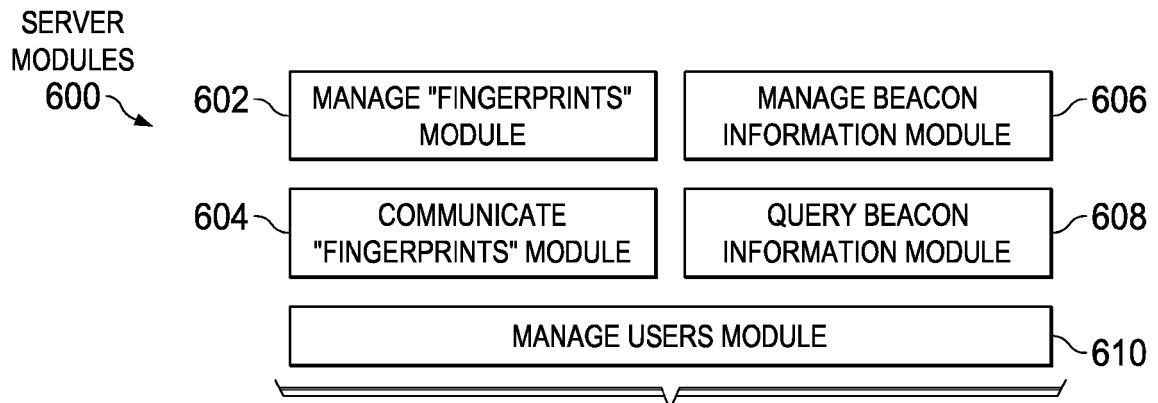 SERVER
MODULES
600
602
MANAGE "FINGERPRINTS"
MODULE
MANAGE BEACON
INFORMATION MODULE
606
604
COMMUNICATE
"FINGERPRINTS" MODULE
QUERY BEACON
INFORMATION MODULE
608
MANAGE USERS MODULE
610